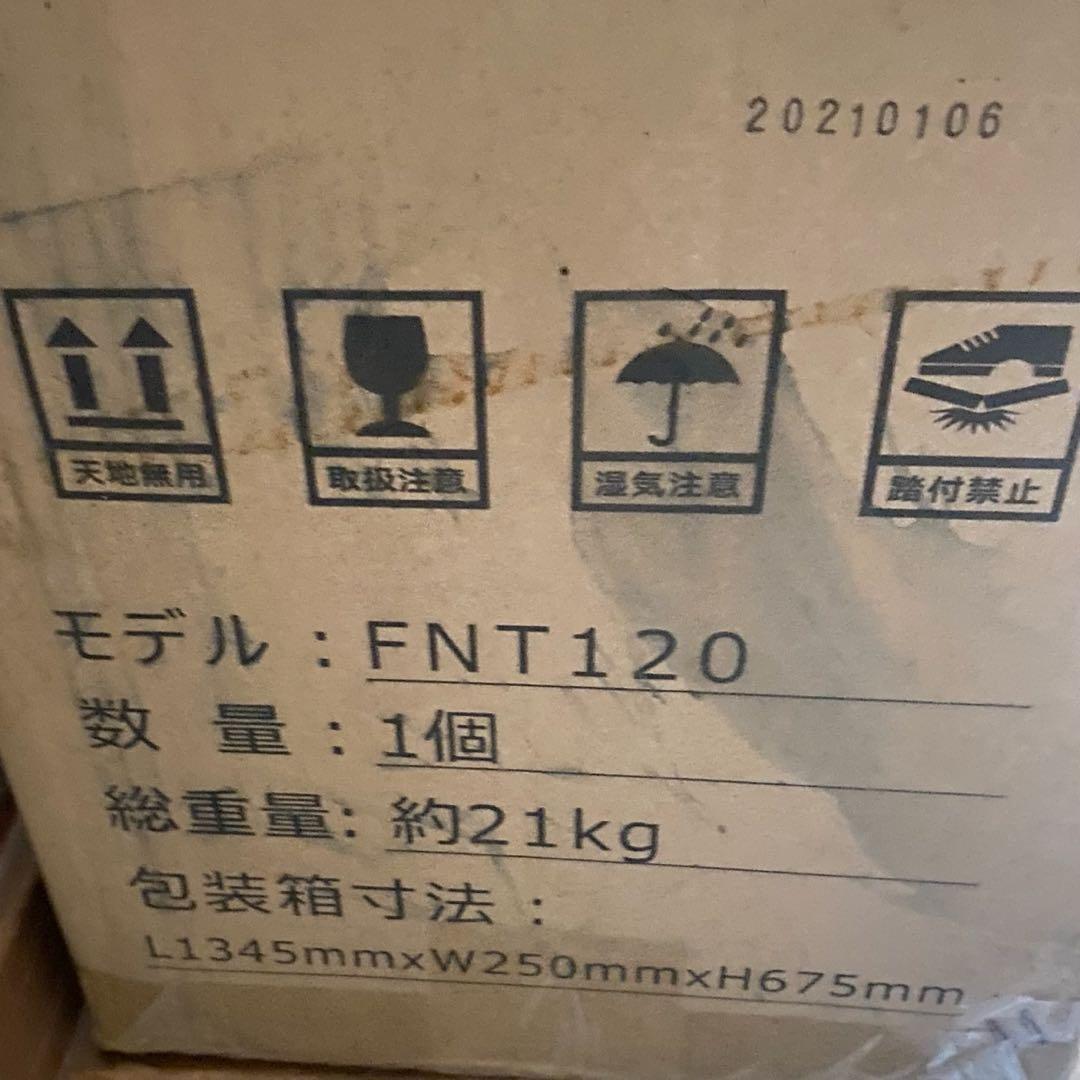 20210106
天地無用
取扱注意
湿気注意
踏付禁止
モデル：FNT120
数 量：1個
総重量：約21kg
包装箱寸法：
L1345mmxW250mmxH675mm